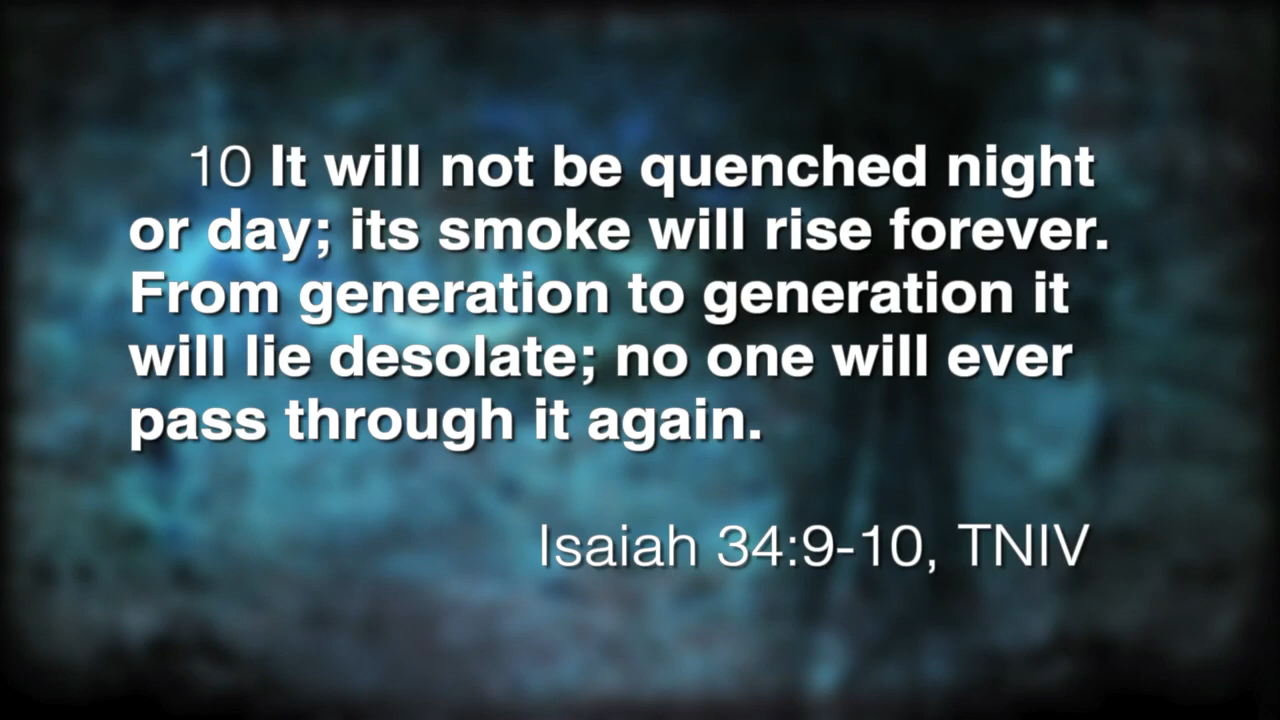 10 It will not be quenched night
or day; its smoke will rise forever.
From generation to generation it
will lie desolate; no one will ever
pass through it again.
Isaiah 34:9-10, TNIV